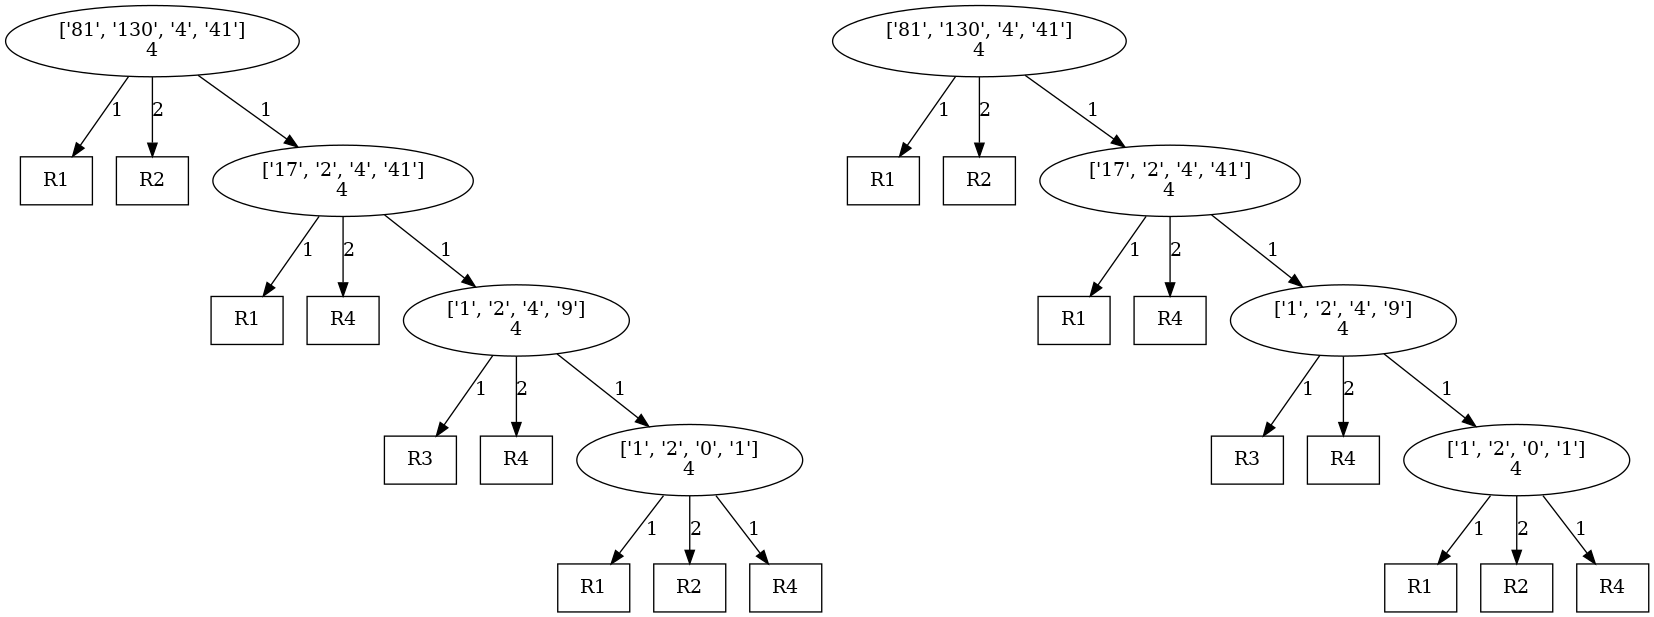 ['81', '130', '4', '41']
4
['81', '130', '4', '41']
4
1
2
1
1
2
1
R1
R2
['17', '2', '4', '41']
4
R1
R2
['17', '2', '4', '41']
4
1
2
1
1
2
1
R1
R4
['1', '2', '4', '9']
4
R1
R4
['1', '2', '4', '9']
4
1
2
1
1
2
1
R3
R4
['1', '2', '0', '1']
4
R3
R4
['1', '2', '0', '1']
4
1
2
1
1
2
1
R1
R2
R4
R1
R2
R4